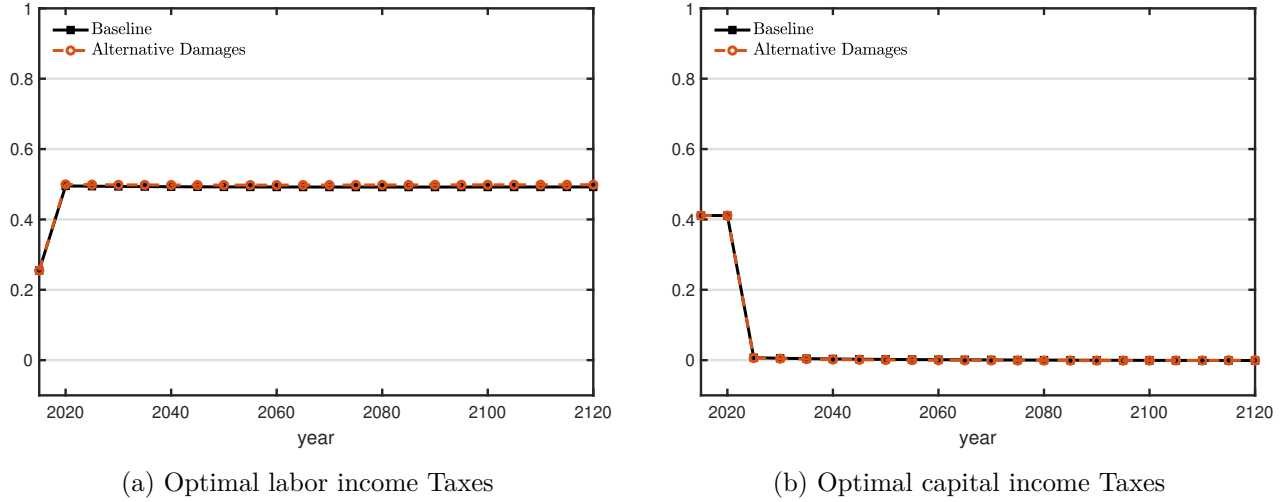 1
0.8
0.6
0.4
0.2
0
Baseline
Alternative Damages
2020 2040 2060 2080 2100 2120
year
(a) Optimal labor income Taxes
1
0.8
0.6
0.4
0.2
0
Baseline
Alternative Damages
2020 2040 2060 2080 2100 2120
year
(b) Optimal capital income Taxes